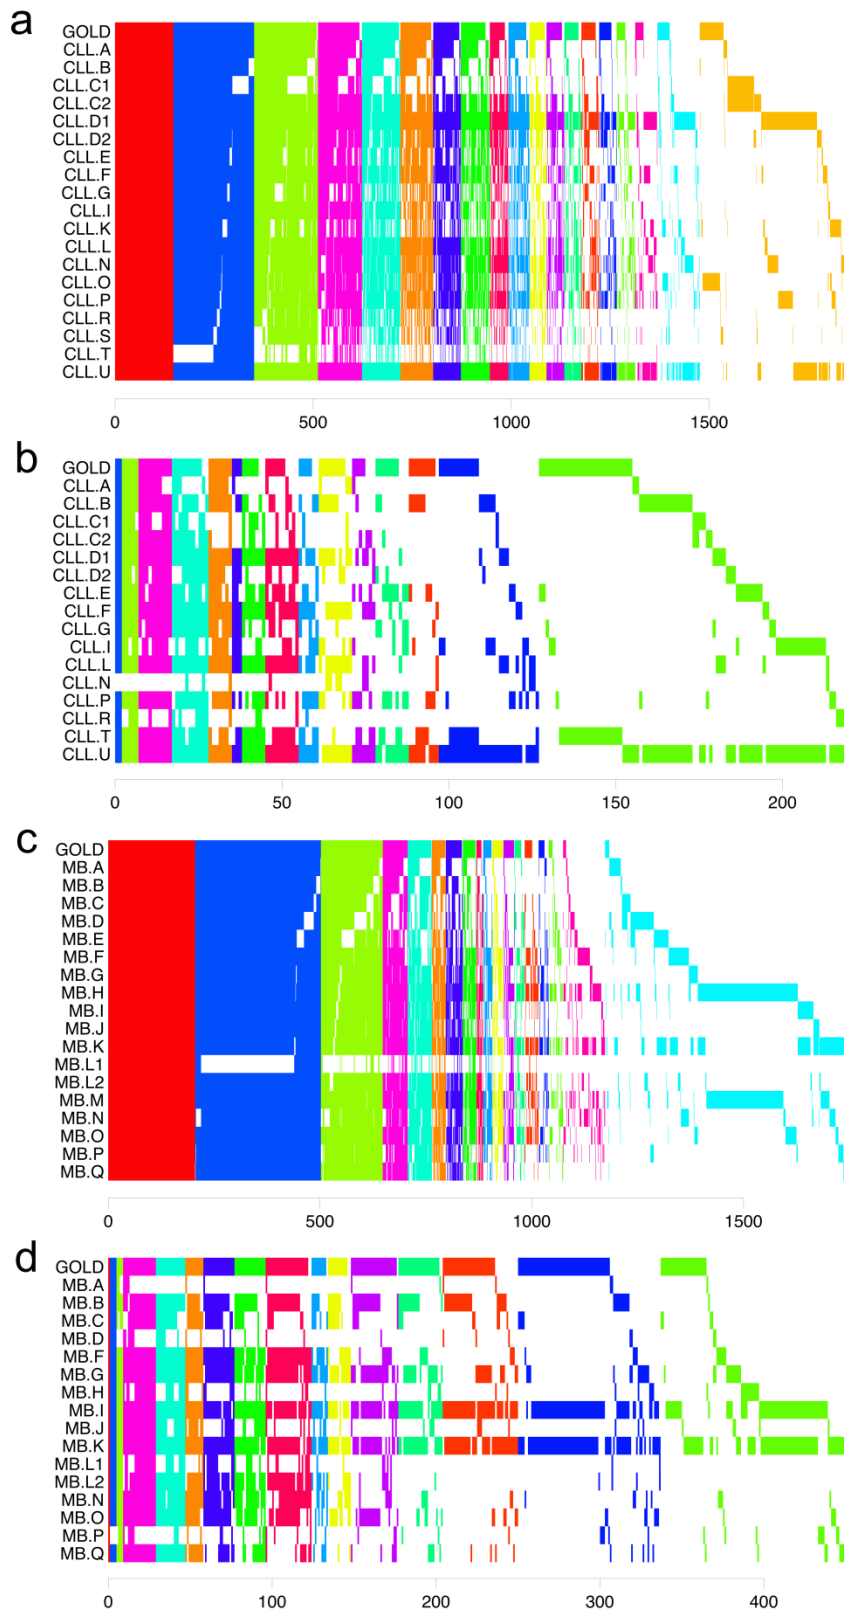 a
GOLD
CLL.A
CLL.B
CLL.C1
CLL.C2
CLL.D1
CLL.D2
CLL.E
CLL.F
CLL.G
CLL.I
CLL.K
CLL.L
CLL.N
CLL.O
CLL.P
CLL.R
CLL.S
CLL.T
CLL.U
0 500 1000 1500
b
GOLD
CLL.A
CLL.B
CLL.C1
CLL.C2
CLL.D1
CLL.D2
CLL.E
CLL.F
CLL.G
CLL.I
CLL.L
CLL.N
CLL.P
CLL.R
CLL.T
CLL.U
0 50 100 150 200
c
GOLD
MB.A
MB.B
MB.C
MB.D
MB.E
MB.F
MB.G
MB.H
MB.I
MB.J
MB.K
MB.L1
MB.L2
MB.M
MB.N
MB.O
MB.P
MB.Q
0 500 1000 1500
d
GOLD
MB.A
MB.B
MB.C
MB.D
MB.F
MB.G
MB.H
MB.I
MB.J
MB.K
MB.L1
MB.L2
MB.N
MB.O
MB.P
MB.Q
0 100 200 300 400